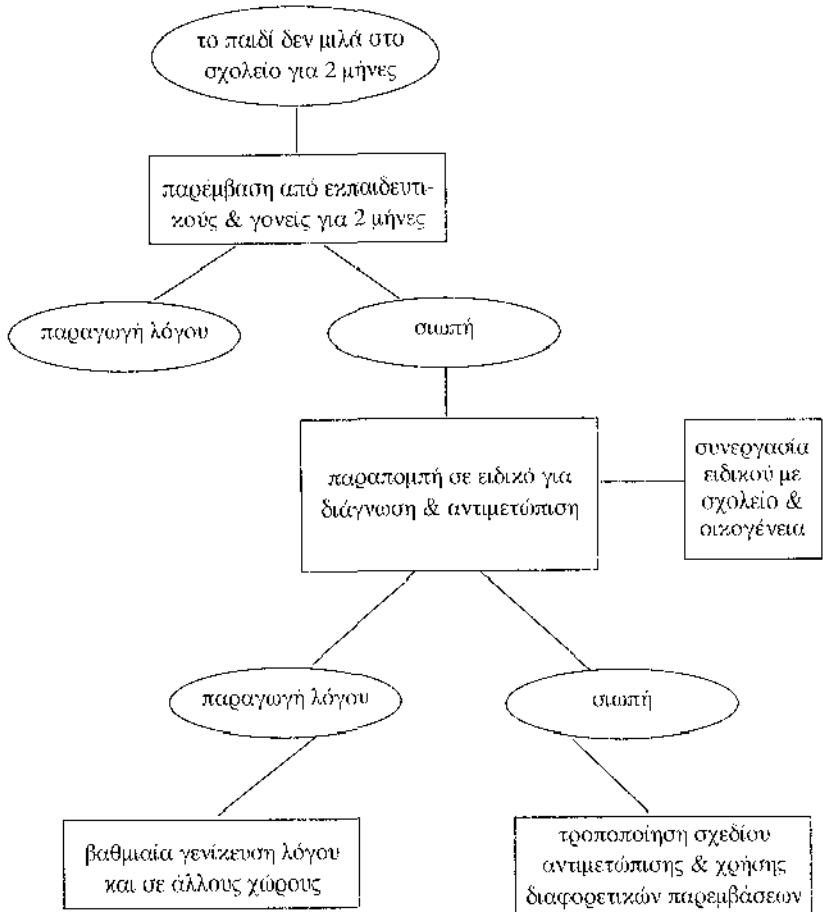 το παιδί δεν μιλά στο
σχολείο για 2 μήνες
παρέμβαση από εκπαιδευτι-
κούς & γονείς για 2 μήνες
παραγωγή λόγου
σιωπή
παραπομπή σε ειδικό για
διάγνωση & αντιμετώπιση
συνεργασία
ειδικού με
σχολείο &
οικογένεια
παραγωγή λόγου
σιωπή
βαθμιαία γενίκευση λόγου
και σε άλλους χώρους
τροποποίηση σχεδίου
αντιμετώπισης & χρήσης
διαφορετικών παρεμβάσεων